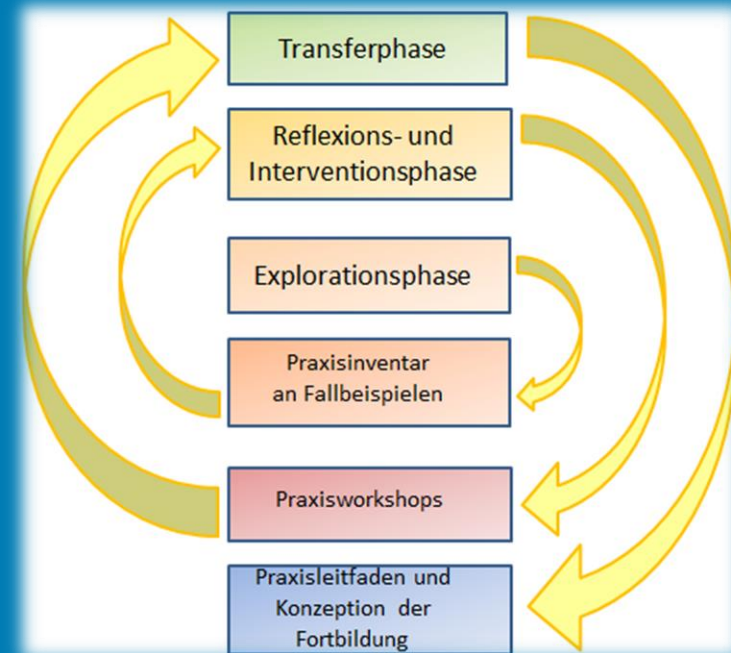 Transferphase
Reflexions- und
Interventionsphase
Explorationsphase
Praxisinventar
an Fallbeispielen
Praxisworkshops
Praxisleitfaden und
Konzeption der
Fortbildung